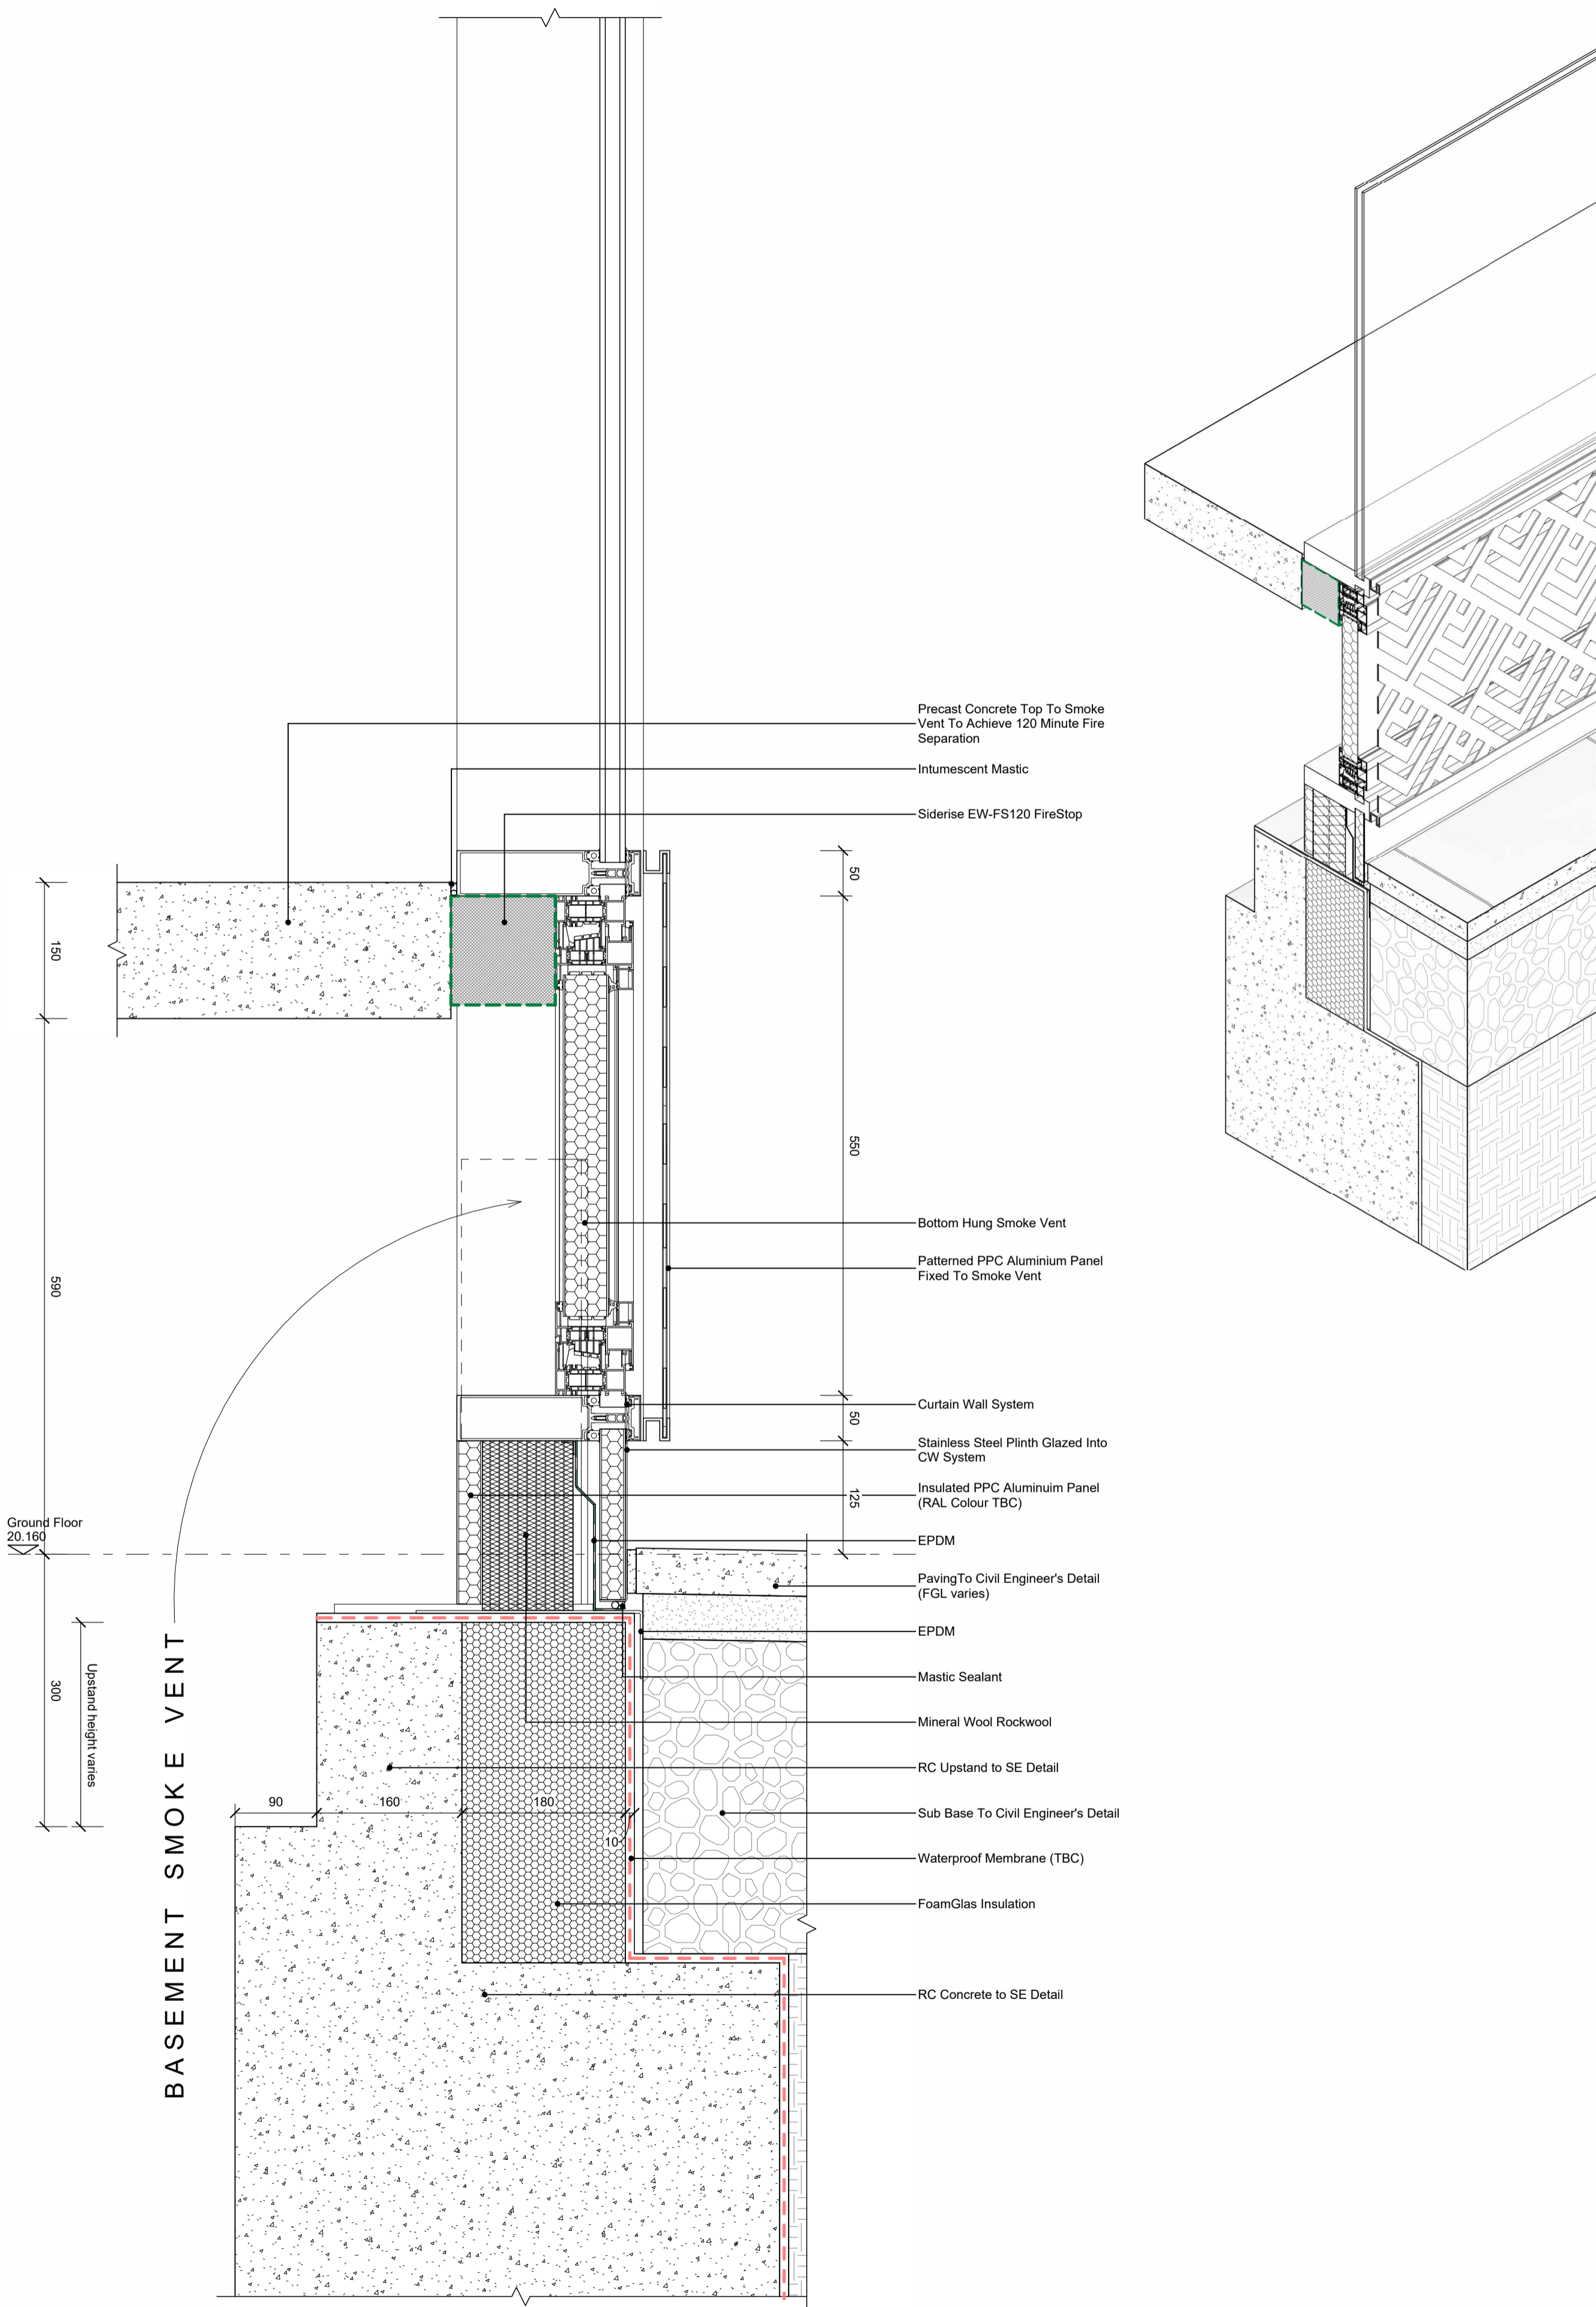 Precast Concrete Top To Smoke
Vent To Achieve 120 Minute Fire
Separation
Intumescent Mastic
Siderise EW-FS120 FireStop
50
150
550
590
Bottom Hung Smoke Vent
Patterned PPC Aluminium Panel
Fixed To Smoke Vent
Curtain Wall System
50
Stainless Steel Plinth Glazed Into
CW System
Insulated PPC Aluminuim Panel
(RAL Colour TBC)
125
Ground Floor
20.160
EPDM
PavingTo Civil Engineer's Detail
(FGL varies)
EPDM
Mastic Sealant
Mineral Wool Rockwool
300
Upstand height varies
BASEMENT SMOKE VENT
RC Upstand to SE Detail
90
160
180
10
Sub Base To Civil Engineer's Detail
Waterproof Membrane (TBC)
FoamGlas Insulation
RC Concrete to SE Detail